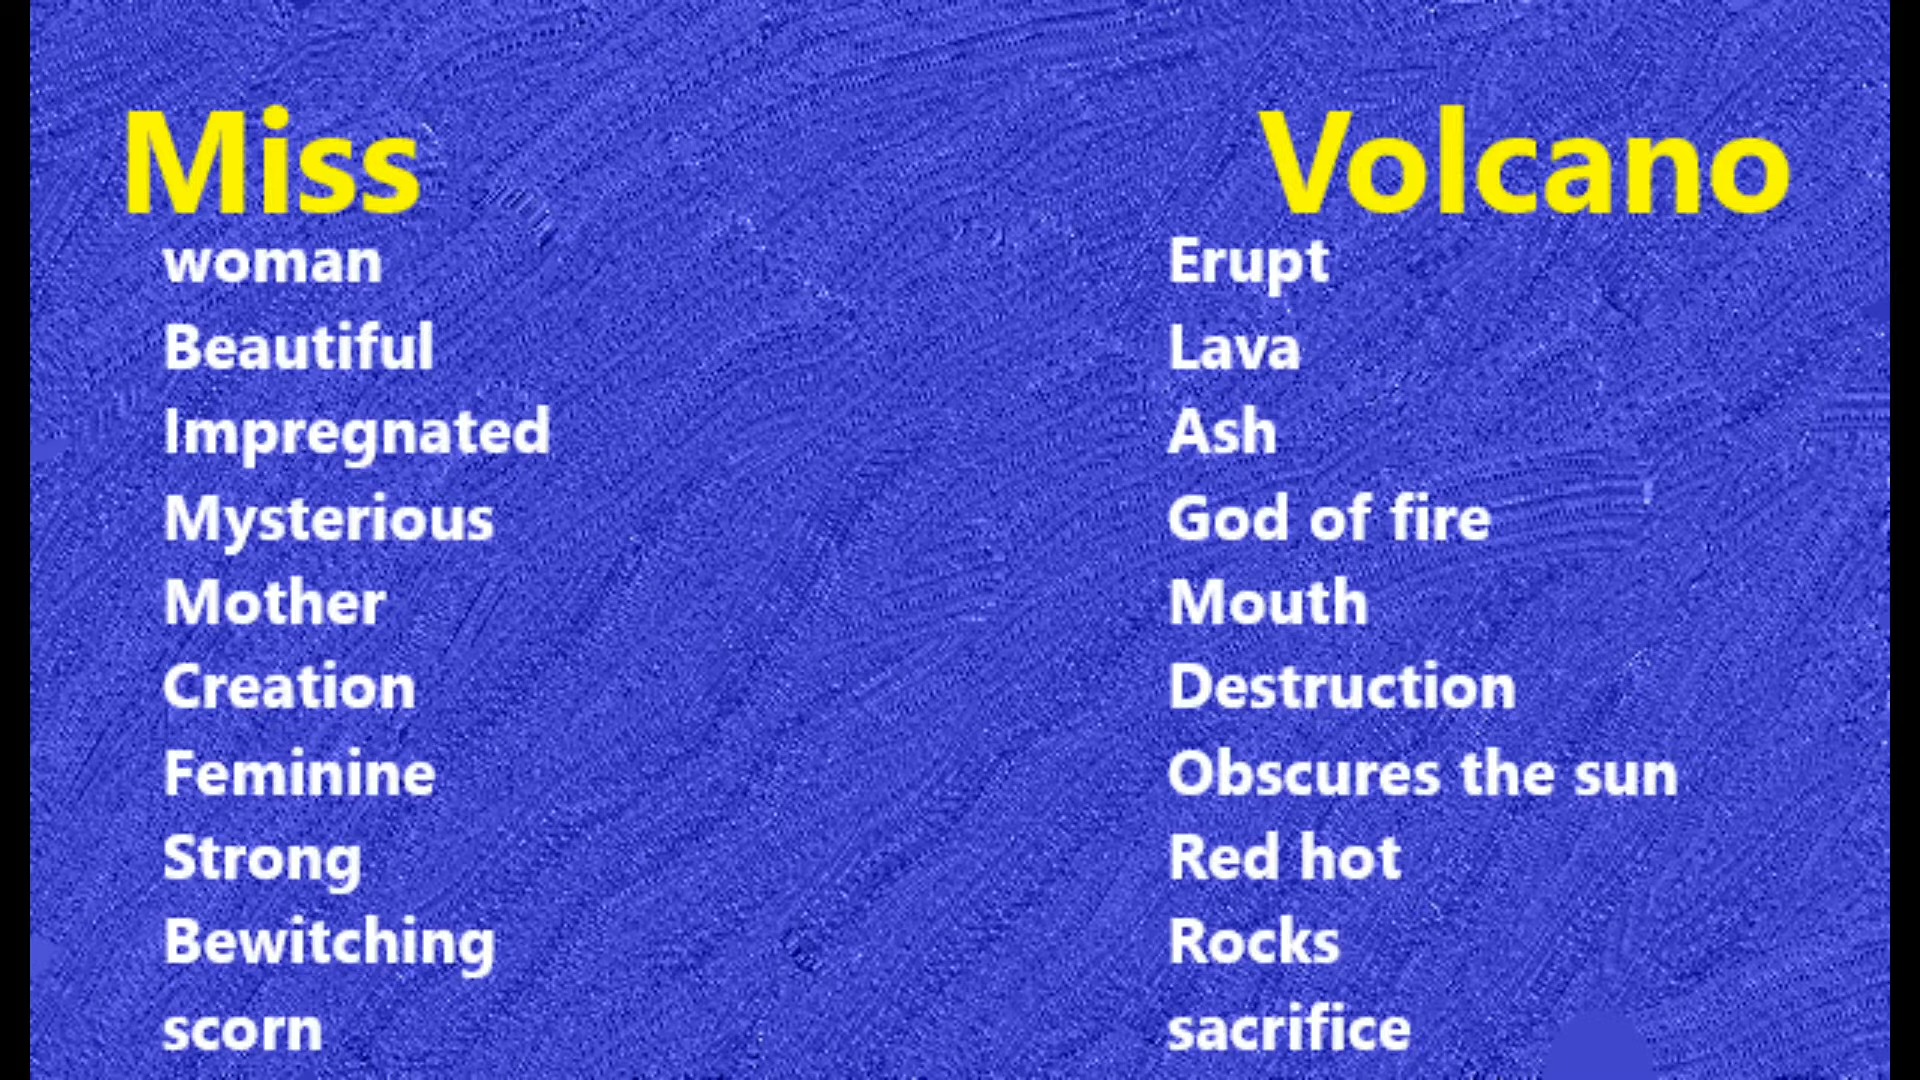 Miss
woman
Beautiful
Impregnated
Mysterious
Mother
Creation
Feminine
Strong
Bewitching
scorn
Volcano
Erupt
Lava
Ash
God of fire
Mouth
Destruction
Obscures the sun
Red hot
Rocks
sacrifice